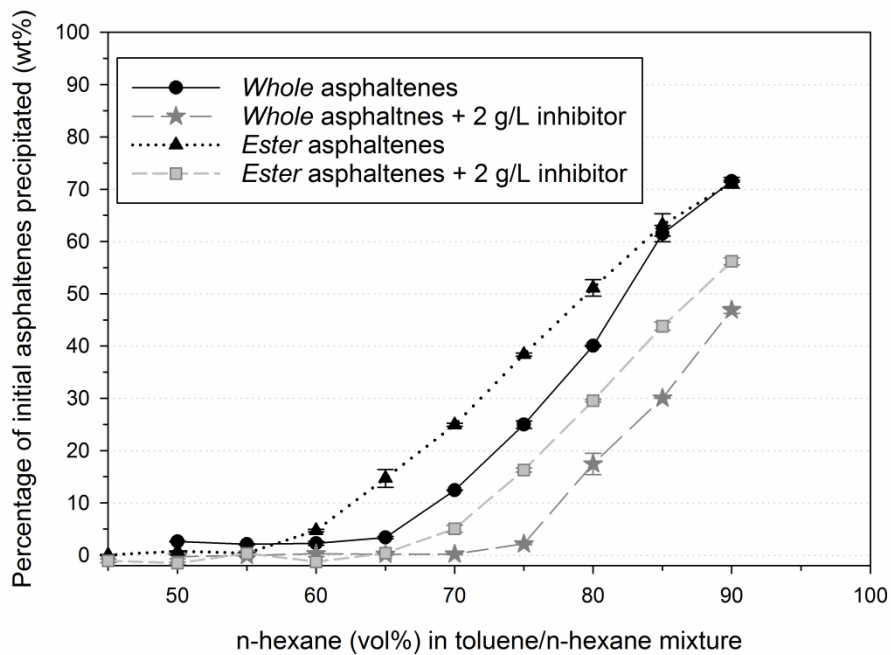 Percentage of initial asphaltenes precipitated (wt%)
100
90
80
70
60
50
40
30
20
10
0
Whole asphaltenes
Whole asphaltnes + 2 g/L inhibitor
Ester asphaltenes
Ester asphaltenes + 2 g/L inhibitor
50 60 70 80 90 100
n-hexane (vol%) in toluene/n-hexane mixture